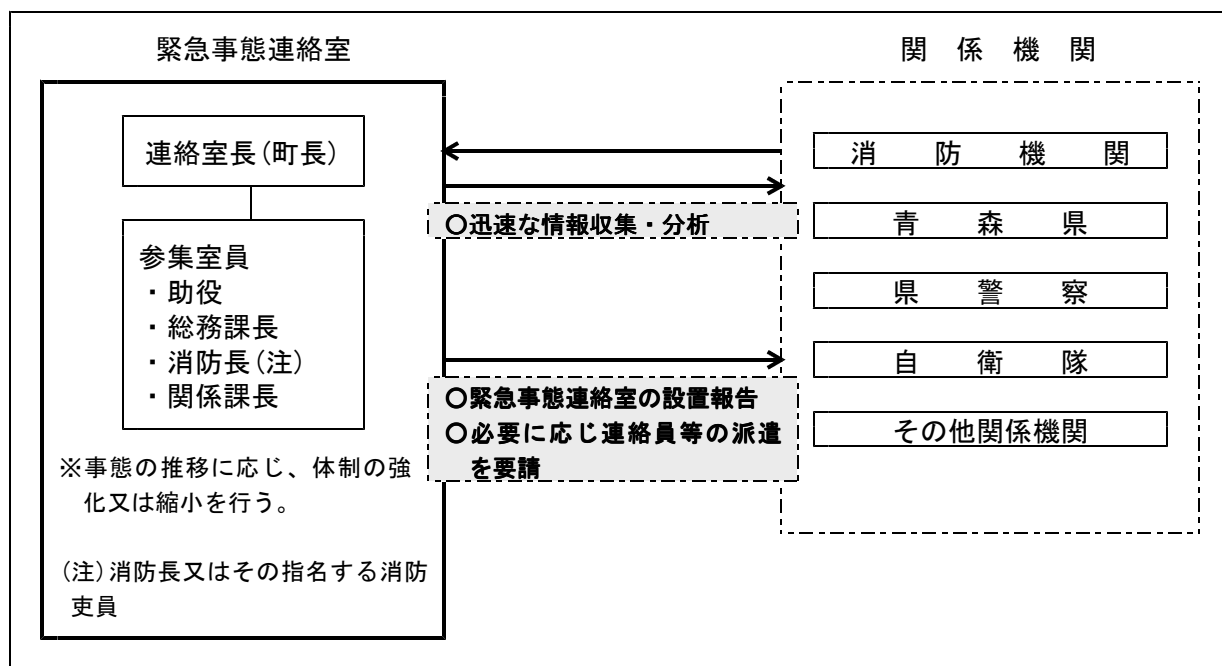 緊急事態連絡室
関係機関
連絡室長(町長)
参集室員
・助役
・総務課長
・消防長(注)
・関係課長
※事態の推移に応じ、体制の強
化又は縮小を行う。
(注)消防長又はその指名する消防
吏員
○迅速な情報収集・分析
○緊急事態連絡室の設置報告
○必要に応じ連絡員等の派遣
を要請
消防機関
青森県
県警察
自衛隊
その他関係機関